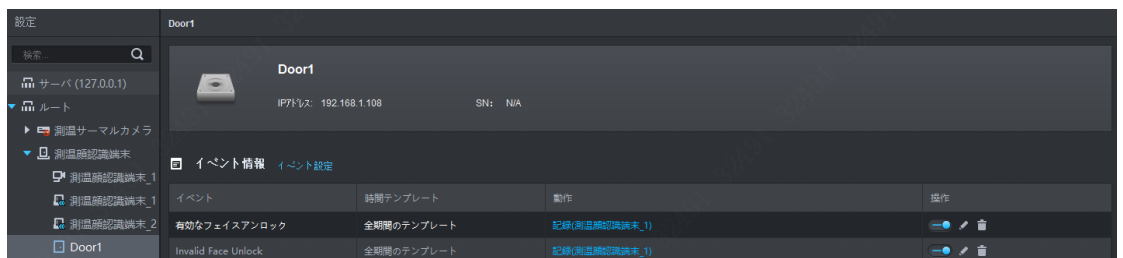 設定
Door1
検索...
サーバ (127.0.0.1)
ルート
測温サーマルカメラ
測温顔認識端末
測温顔認識端末_1
測温顔認識端末_1
測温顔認識端末_2
Door1
Door1
IPアドレス: 192.168.1.108 SN: N/A
イベント情報 イベント設定
イベント 時間テンプレート 動作 操作
有効なフェイスアンロック 全期間のテンプレート 記録(測温顔認識端末_1)
Invalid Face Unlock 全期間のテンプレート 記録(測温顔認識端末_1)